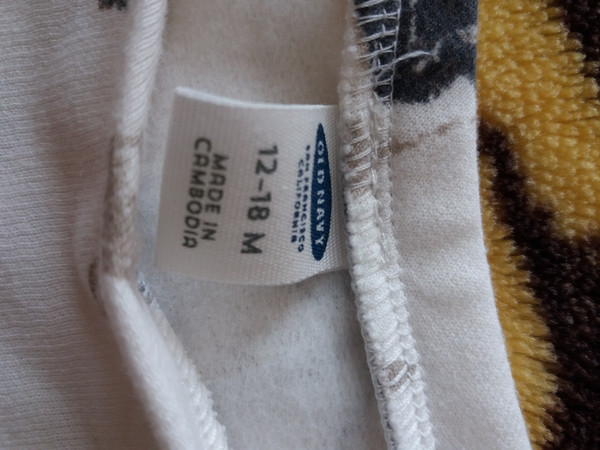 OLD NAVY
SAN FRANCISCO
CALIFORNIA
12-18 M
MADE IN
CAMBODIA